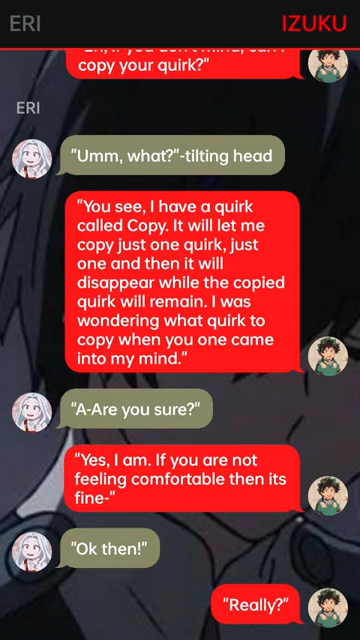 ERI
IZUKU
copy your quirk?"
ERI
"Umm, what?"-tilting head
"You see, I have a quirk
called Copy. It will let me
copy just one quirk, just
one and then it will
disappear while the copied
quirk will remain. I was
wondering what quirk to
copy when you one came
into my mind."
"A-Are you sure?"
"Yes, I am. If you are not
feeling comfortable then its
fine-"
"Ok then!"
"Really?"